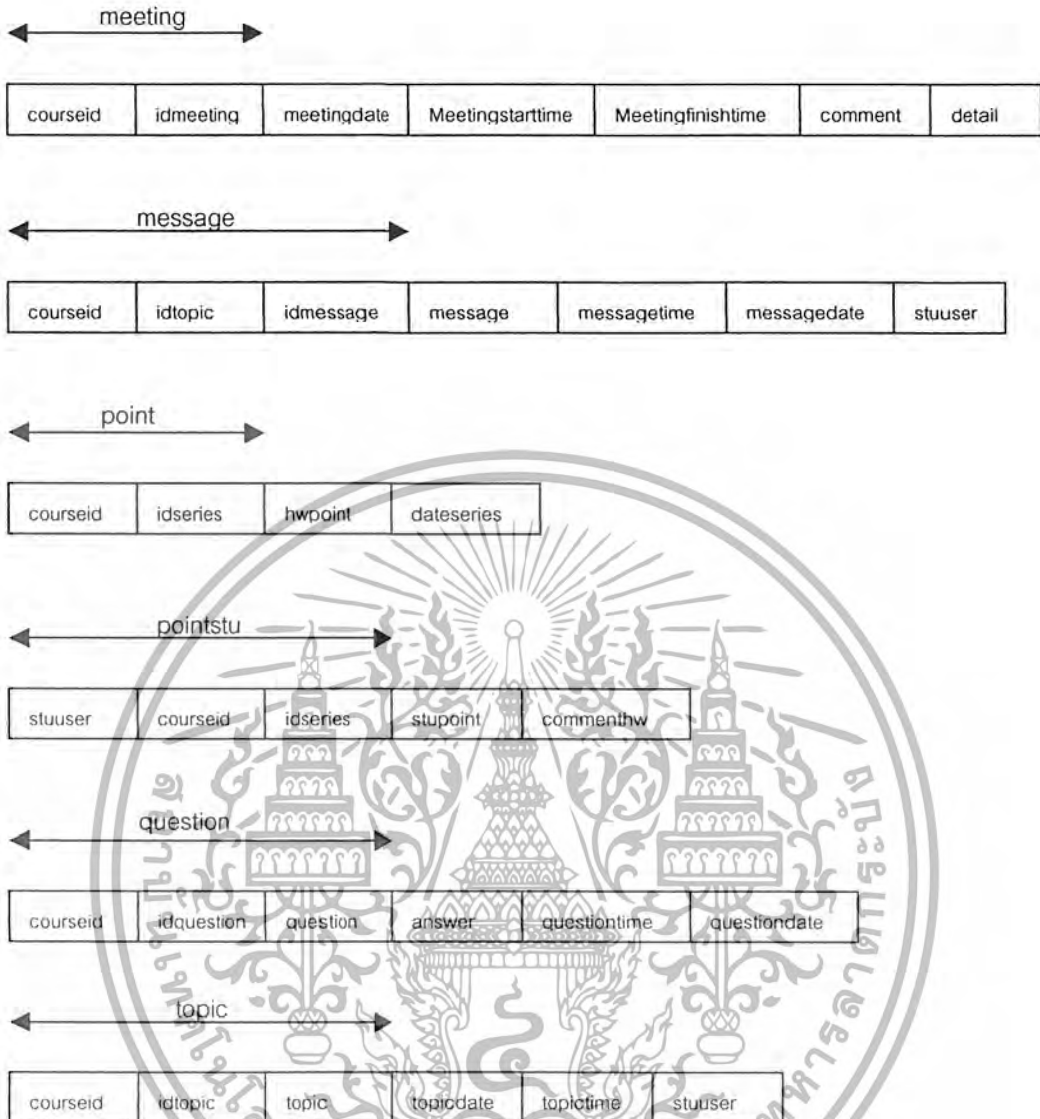 meeting
courseid idmeeting meetingdate Meetingstarttime Meetingfinishtime comment detail
message
courseid idtopic idmessage message messagetime messagedate stuuser
point
courseid idseries hwpoint dateseries
pointstu
stuuser courseid idseries stupoint commenthw
question
courseid idquestion question answer questiontime questiondate
topic
courseid idtopic topic topicdate topictime stuuser